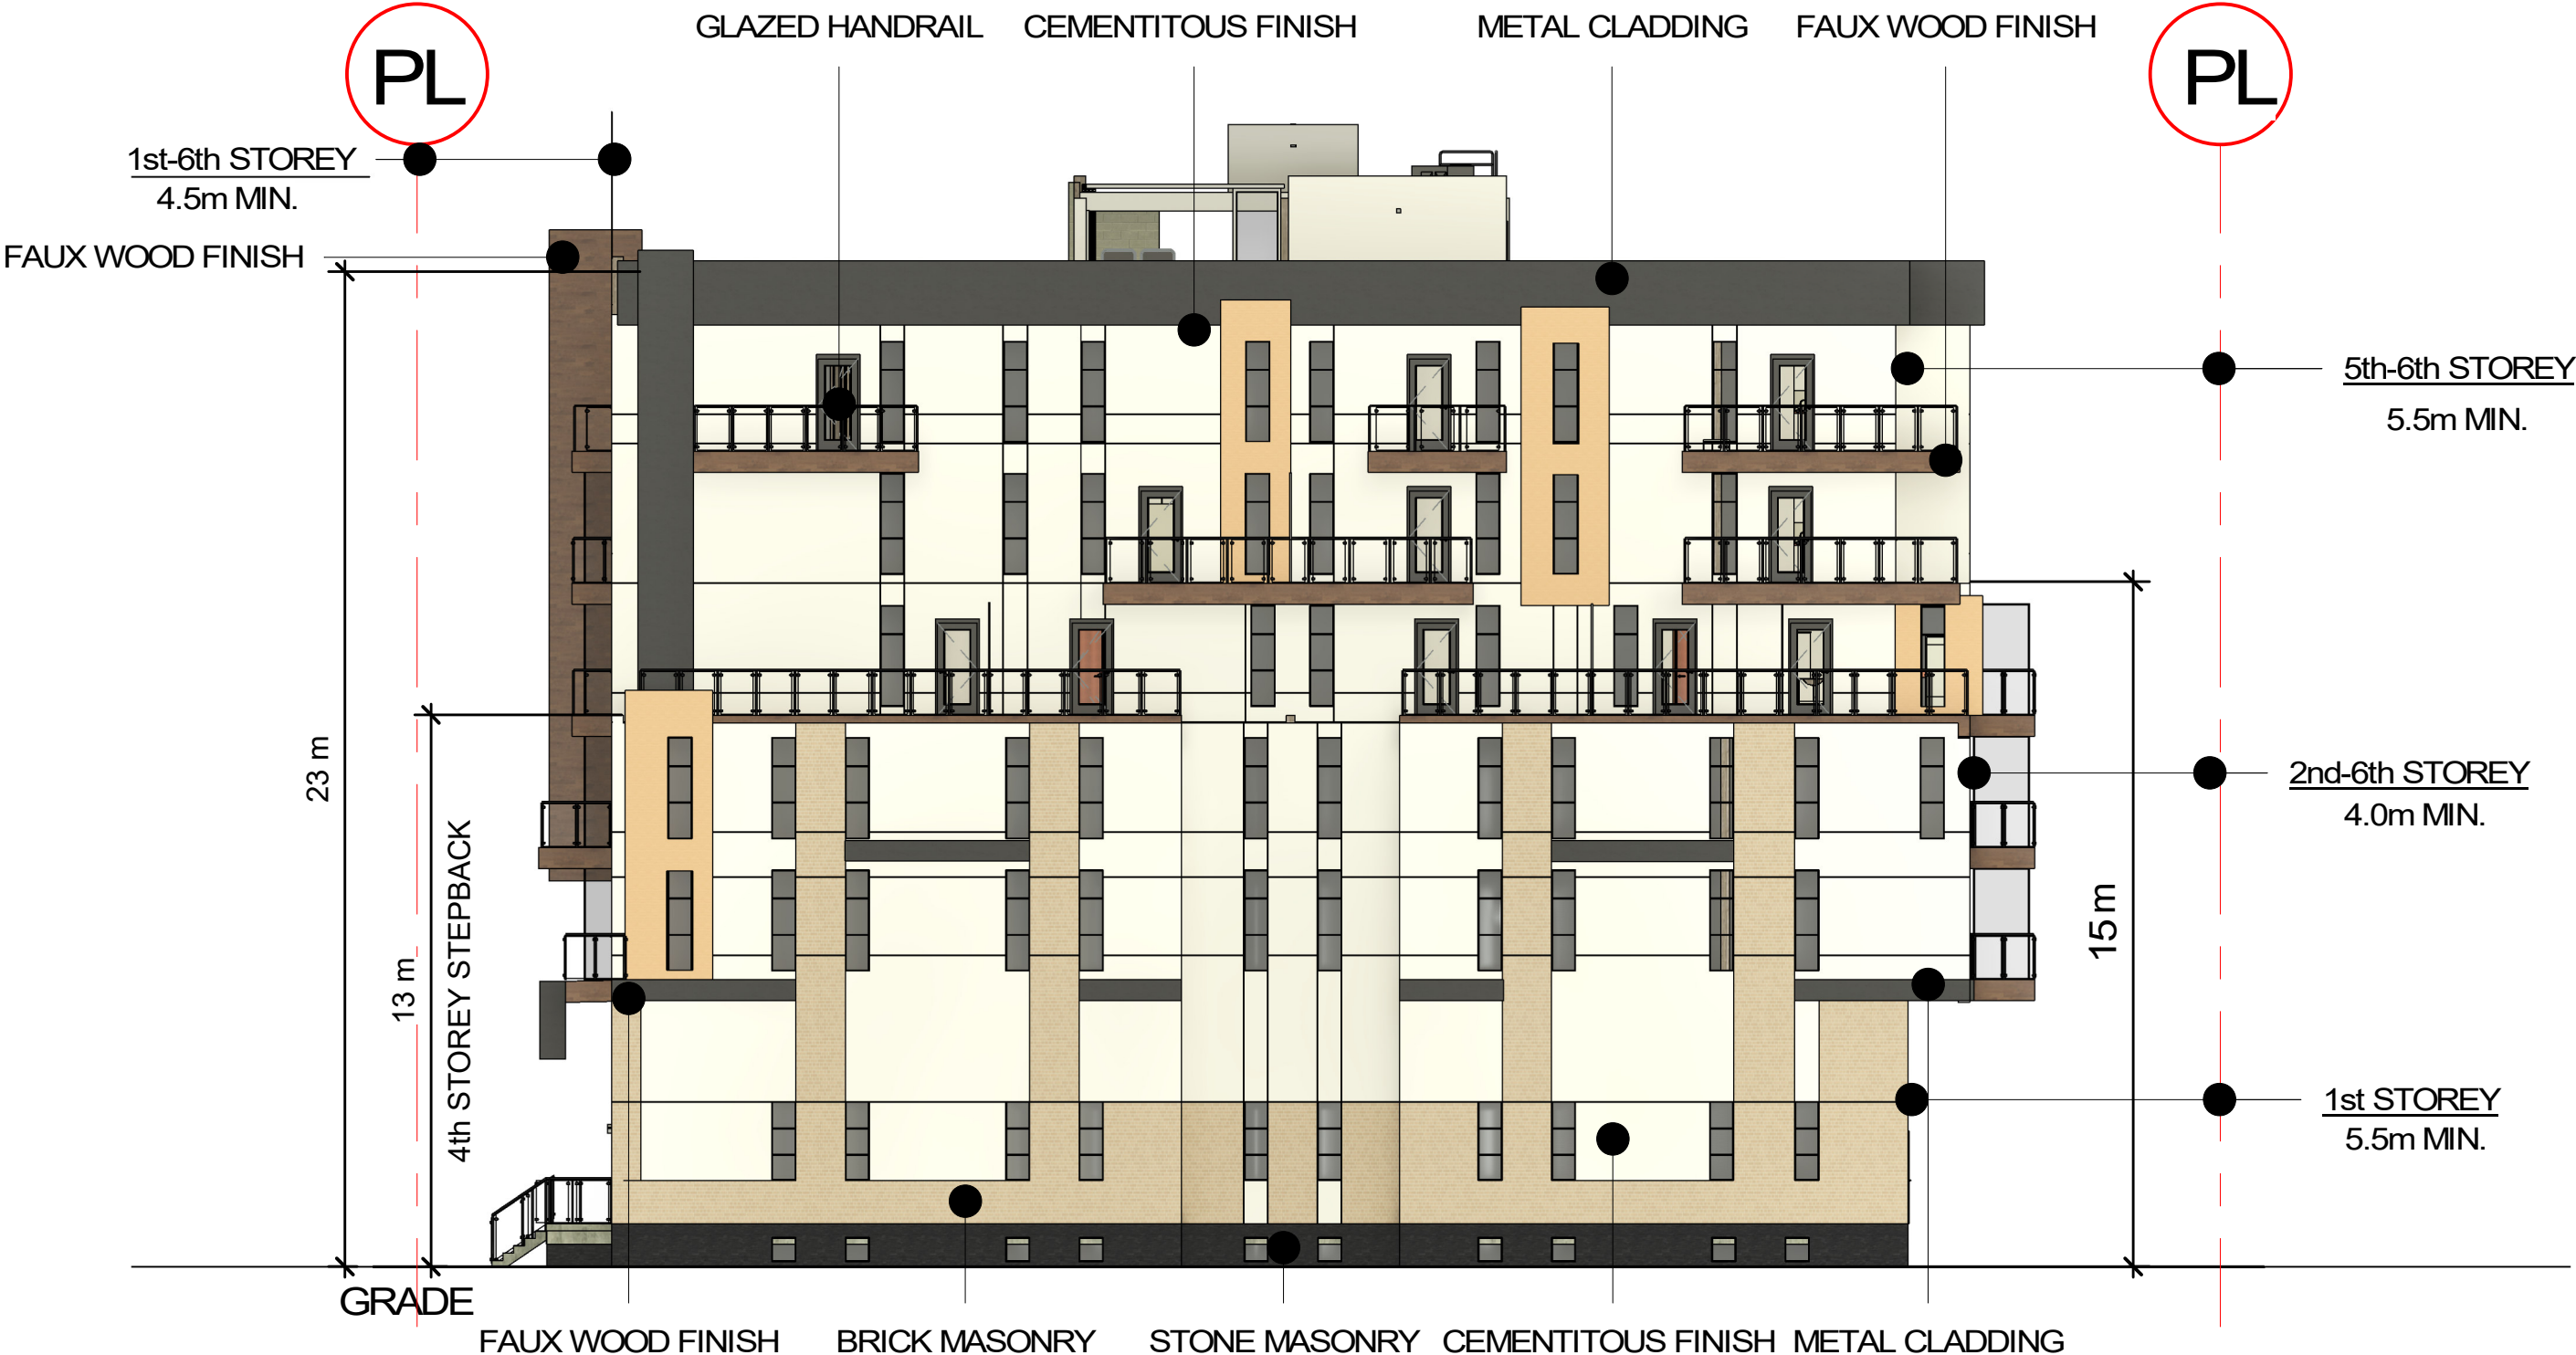 GLAZED HANDRAIL
CEMENTITOUS FINISH
METAL CLADDING
FAUX WOOD FINISH
PL
PL
1st-6th STOREY
4.5m MIN.
FAUX WOOD FINISH
5th-6th STOREY
5.5m MIN.
23 m
13 m
4th STOREY STEPBACK
2nd-6th STOREY
4.0m MIN.
15 m
1st STOREY
5.5m MIN.
GRADE
FAUX WOOD FINISH
BRICK MASONRY
STONE MASONRY
CEMENTITOUS FINISH
METAL CLADDING